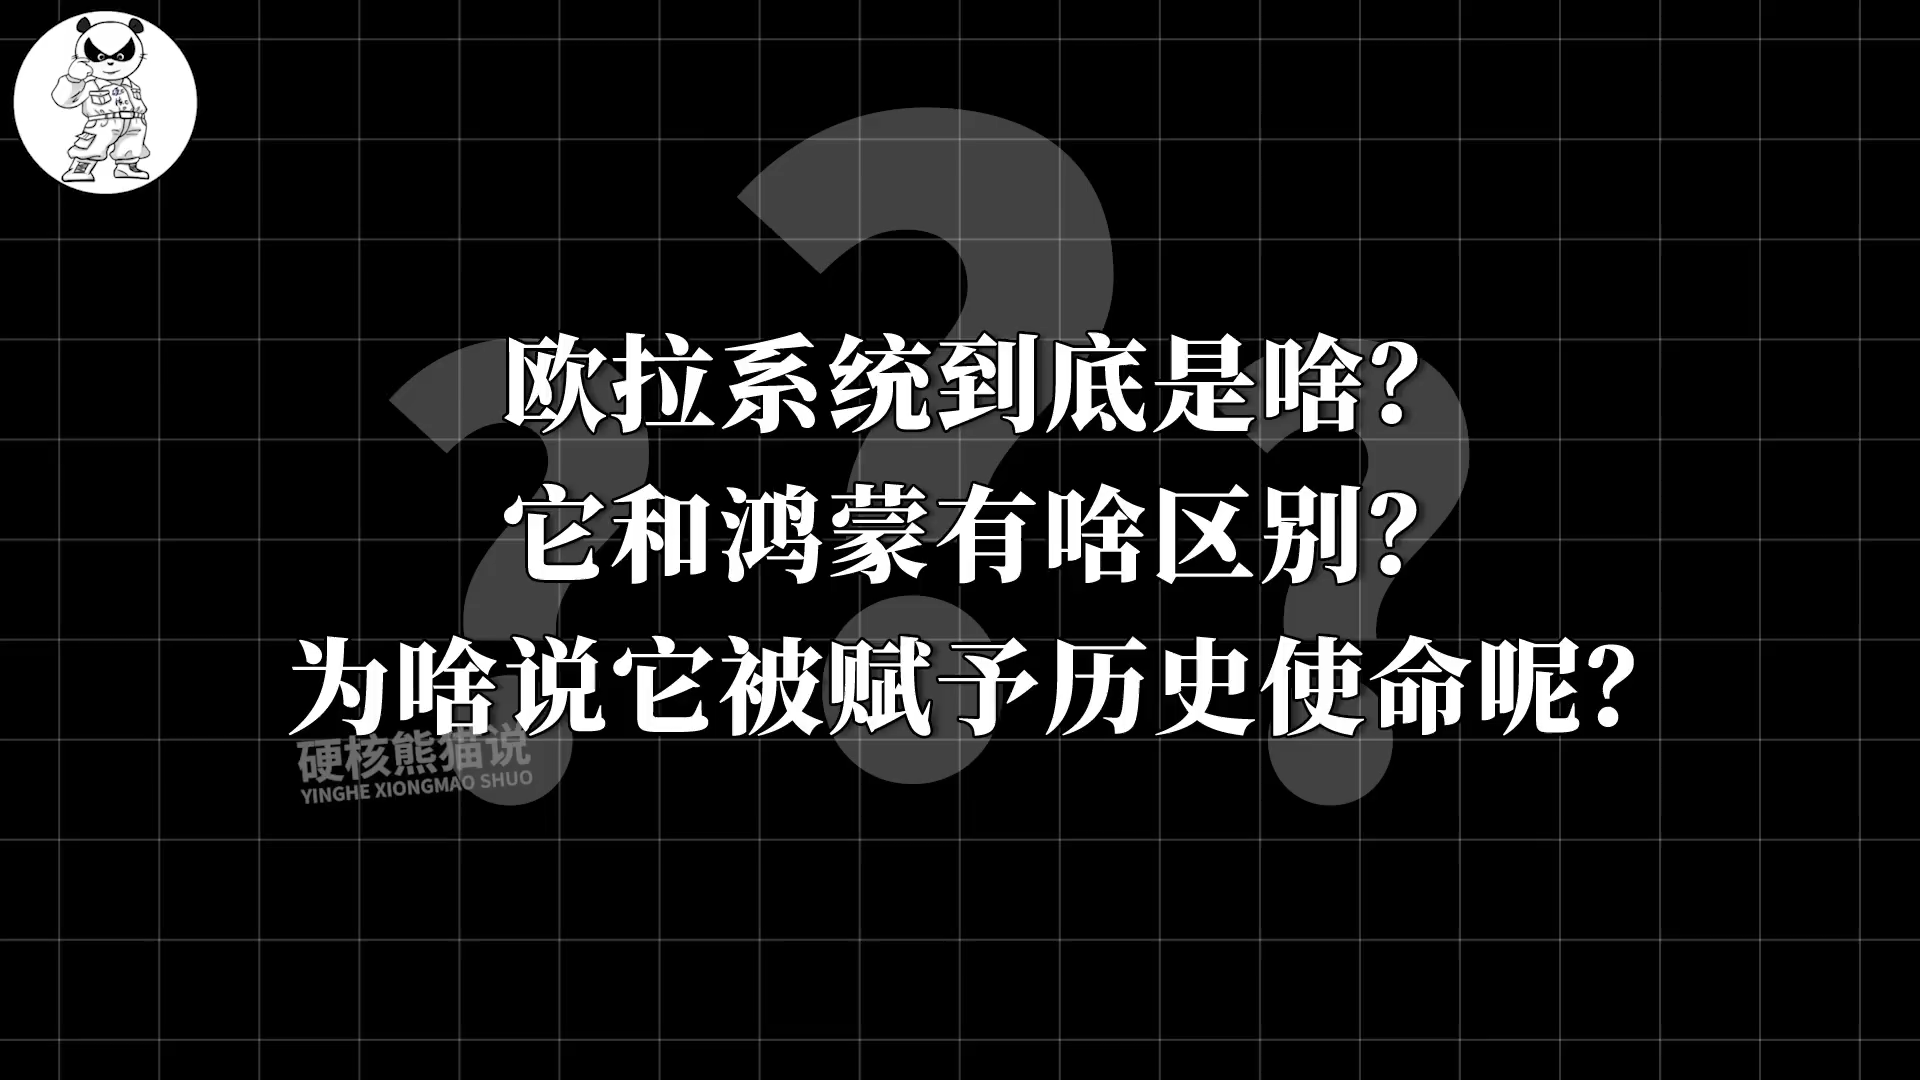 欧拉系统到底是啥？
它和鸿蒙有啥区别？
为啥说它被赋予历史使命呢？
硬核熊猫说
YINGHE XIONGMAO SHUO